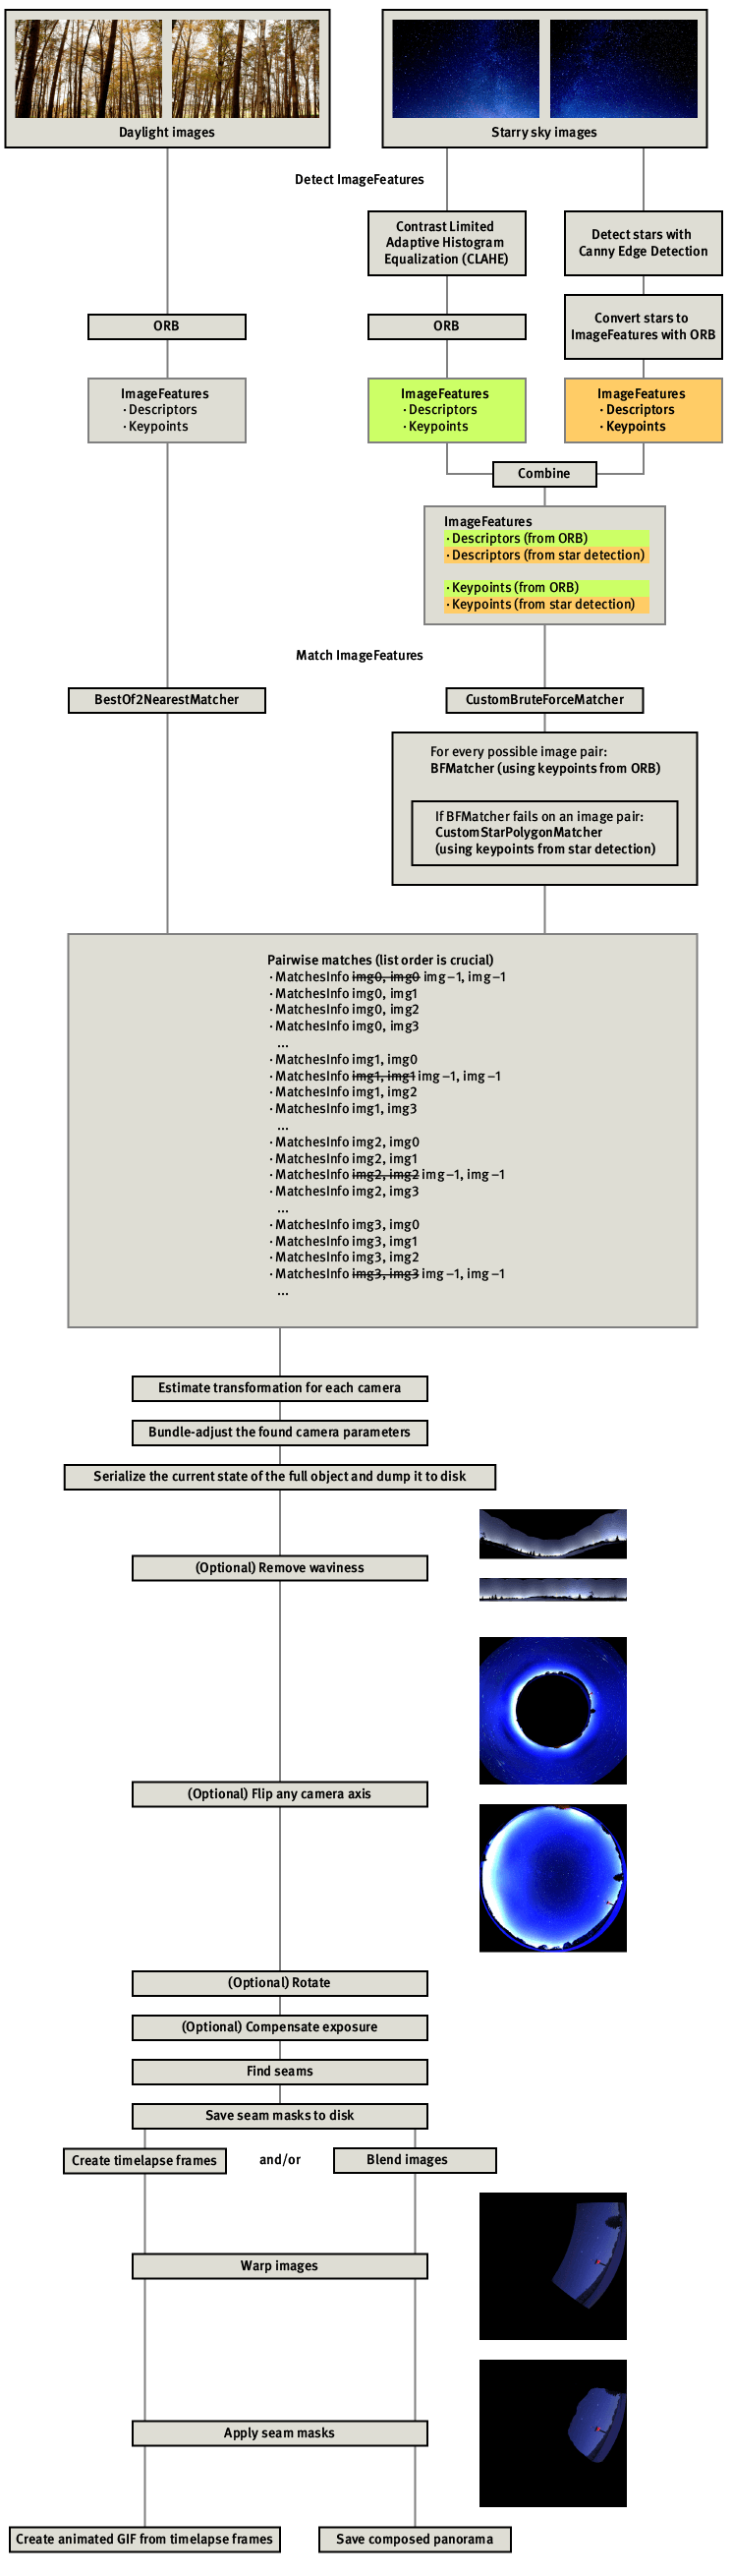 Daylight images
Starry sky images
Detect ImageFeatures
Contrast Limited
Adaptive Histogram
Equalization (CLAHE)
Detect stars with
Canny Edge Detection
ORB
ORB
Convert stars to
ImageFeatures with ORB
ImageFeatures
· Descriptors
· Keypoints
ImageFeatures
· Descriptors
· Keypoints
ImageFeatures
· Descriptors
· Keypoints
Combine
ImageFeatures
· Descriptors (from ORB)
· Descriptors (from star detection)
· Keypoints (from ORB)
· Keypoints (from star detection)
Match ImageFeatures
BestOf2NearestMatcher
CustomBruteForceMatcher
For every possible image pair:
BFMatcher (using keypoints from ORB)
If BFMatcher fails on an image pair:
CustomStarPolygonMatcher
(using keypoints from star detection)
Pairwise matches (list order is crucial)
· MatchesInfo img0, img0 img−1, img−1
· MatchesInfo img0, img1
· MatchesInfo img0, img2
· MatchesInfo img0, img3
...
· MatchesInfo img1, img0
· MatchesInfo img1, img1 img−1, img−1
· MatchesInfo img1, img2
· MatchesInfo img1, img3
...
· MatchesInfo img2, img0
· MatchesInfo img2, img1
· MatchesInfo img2, img2 img−1, img−1
· MatchesInfo img2, img3
...
· MatchesInfo img3, img0
· MatchesInfo img3, img1
· MatchesInfo img3, img2
· MatchesInfo img3, img3 img−1, img−1
...
Estimate transformation for each camera
Bundle-adjust the found camera parameters
Serialize the current state of the full object and dump it to disk
(Optional) Remove waviness
(Optional) Flip any camera axis
(Optional) Rotate
(Optional) Compensate exposure
Find seams
Save seam masks to disk
Create timelapse frames
and/or
Blend images
Warp images
Apply seam masks
Create animated GIF from timelapse frames
Save composed panorama